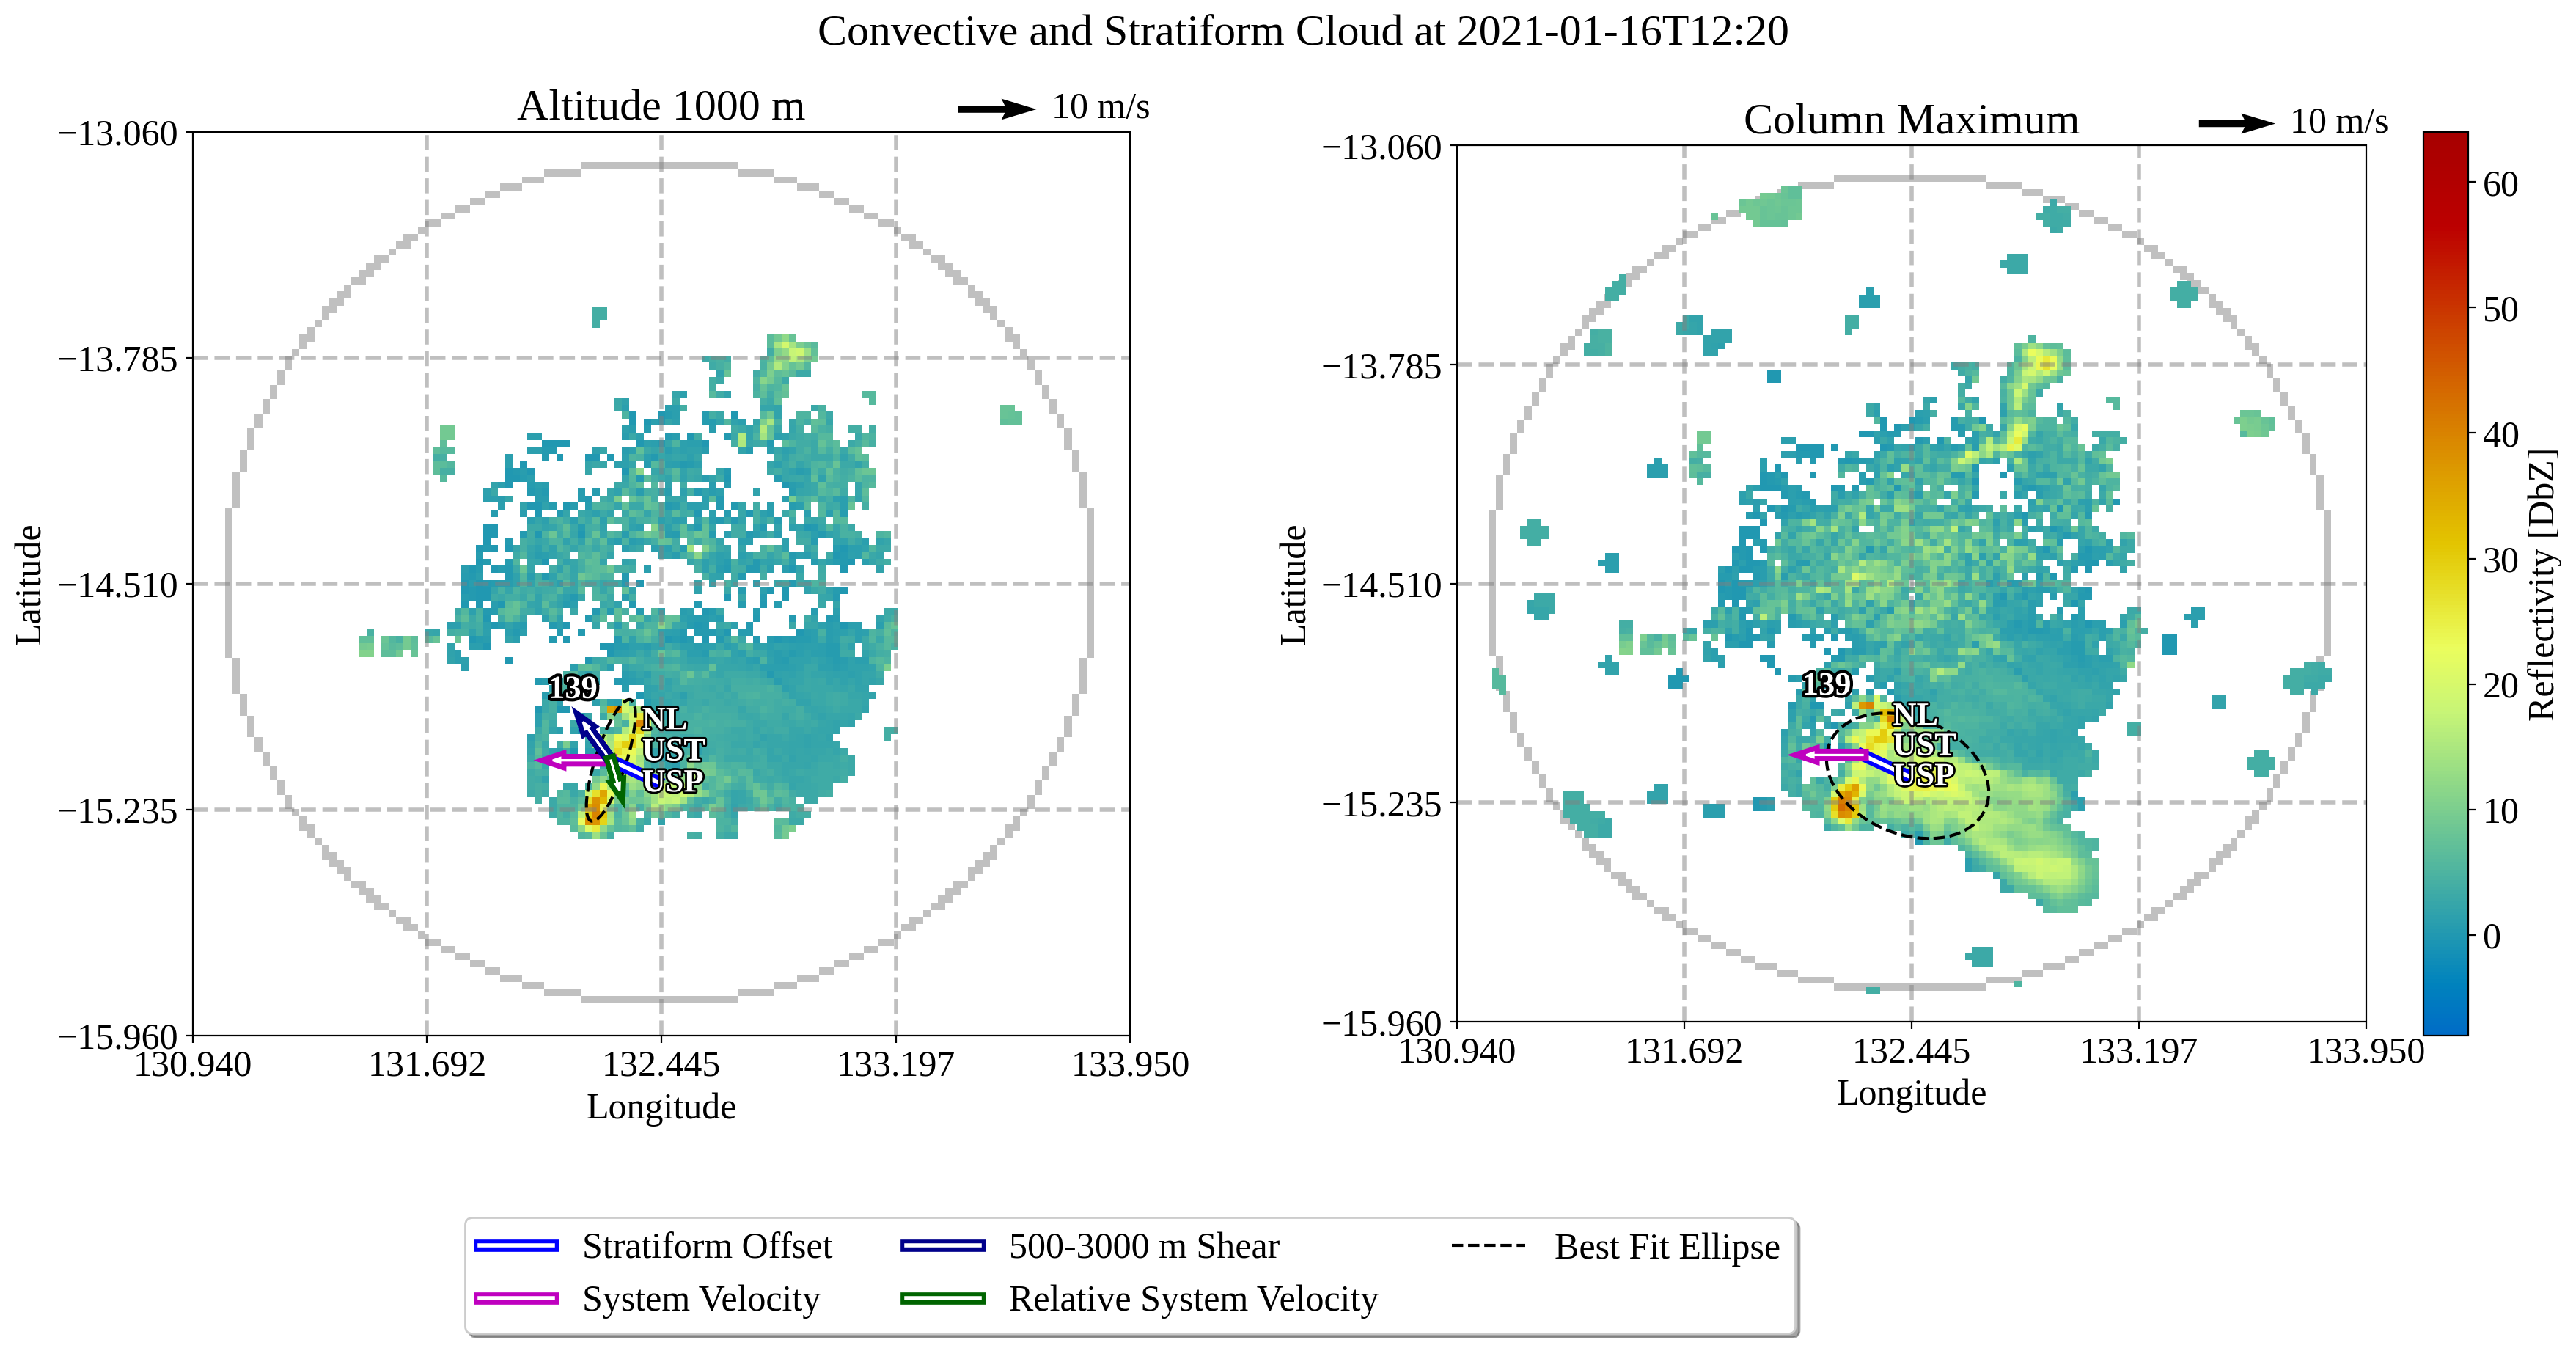 Convective and Stratiform Cloud at 2021-01-16T12:20
Altitude 1000 m
10 m/s
−13.060
−13.785
−14.510
−15.235
−15.960
Latitude
139
NL
UST
USP
130.940
131.692
132.445
133.197
133.950
Longitude
Column Maximum
10 m/s
−13.060
−13.785
−14.510
−15.235
−15.960
Latitude
139
NL
UST
USP
130.940
131.692
132.445
133.197
133.950
Longitude
60
50
40
30
20
10
0
Reflectivity [DbZ]
Stratiform Offset
System Velocity
500-3000 m Shear
Relative System Velocity
Best Fit Ellipse